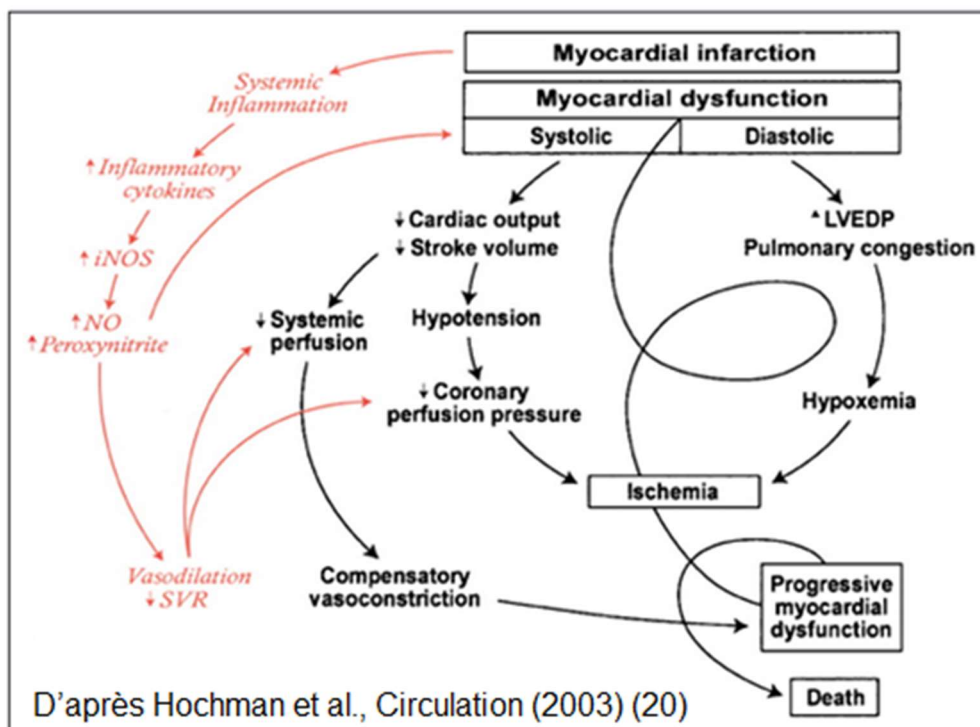 Myocardial infarction
Systemic
Inflammation
Myocardial dysfunction
Systolic
Diastolic
↑Inflammatory
cytokines
↓Cardiac output
↓Stroke volume
▲LVEDP
Pulmonary congestion
↑iNOS
↑NO
↑Peroxynitrite
↓Systemic
perfusion
Hypotension
↓Coronary
perfusion pressure
Hypoxemia
Ischemia
Vasodilation
↓SVR
Compensatory
vasoconstriction
Progressive
myocardial
dysfunction
Death
D'après Hochman et al., Circulation (2003) (20)